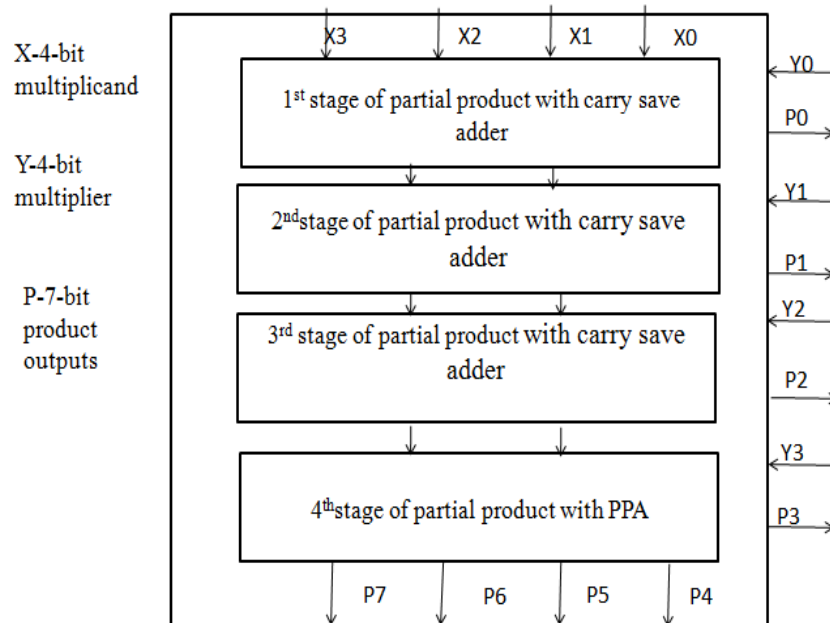 X3
X2
X1
X0
X-4-bit
multiplicand
Y0
1st stage of partial product with carry save
adder
P0
Y-4-bit
multiplier
Y1
2ndstage of partial product with carry save
adder
P1
P-7-bit
product
outputs
Y2
3rd stage of partial product with carry save
adder
P2
Y3
4thstage of partial product with PPA
P3
P7
P6
P5
P4